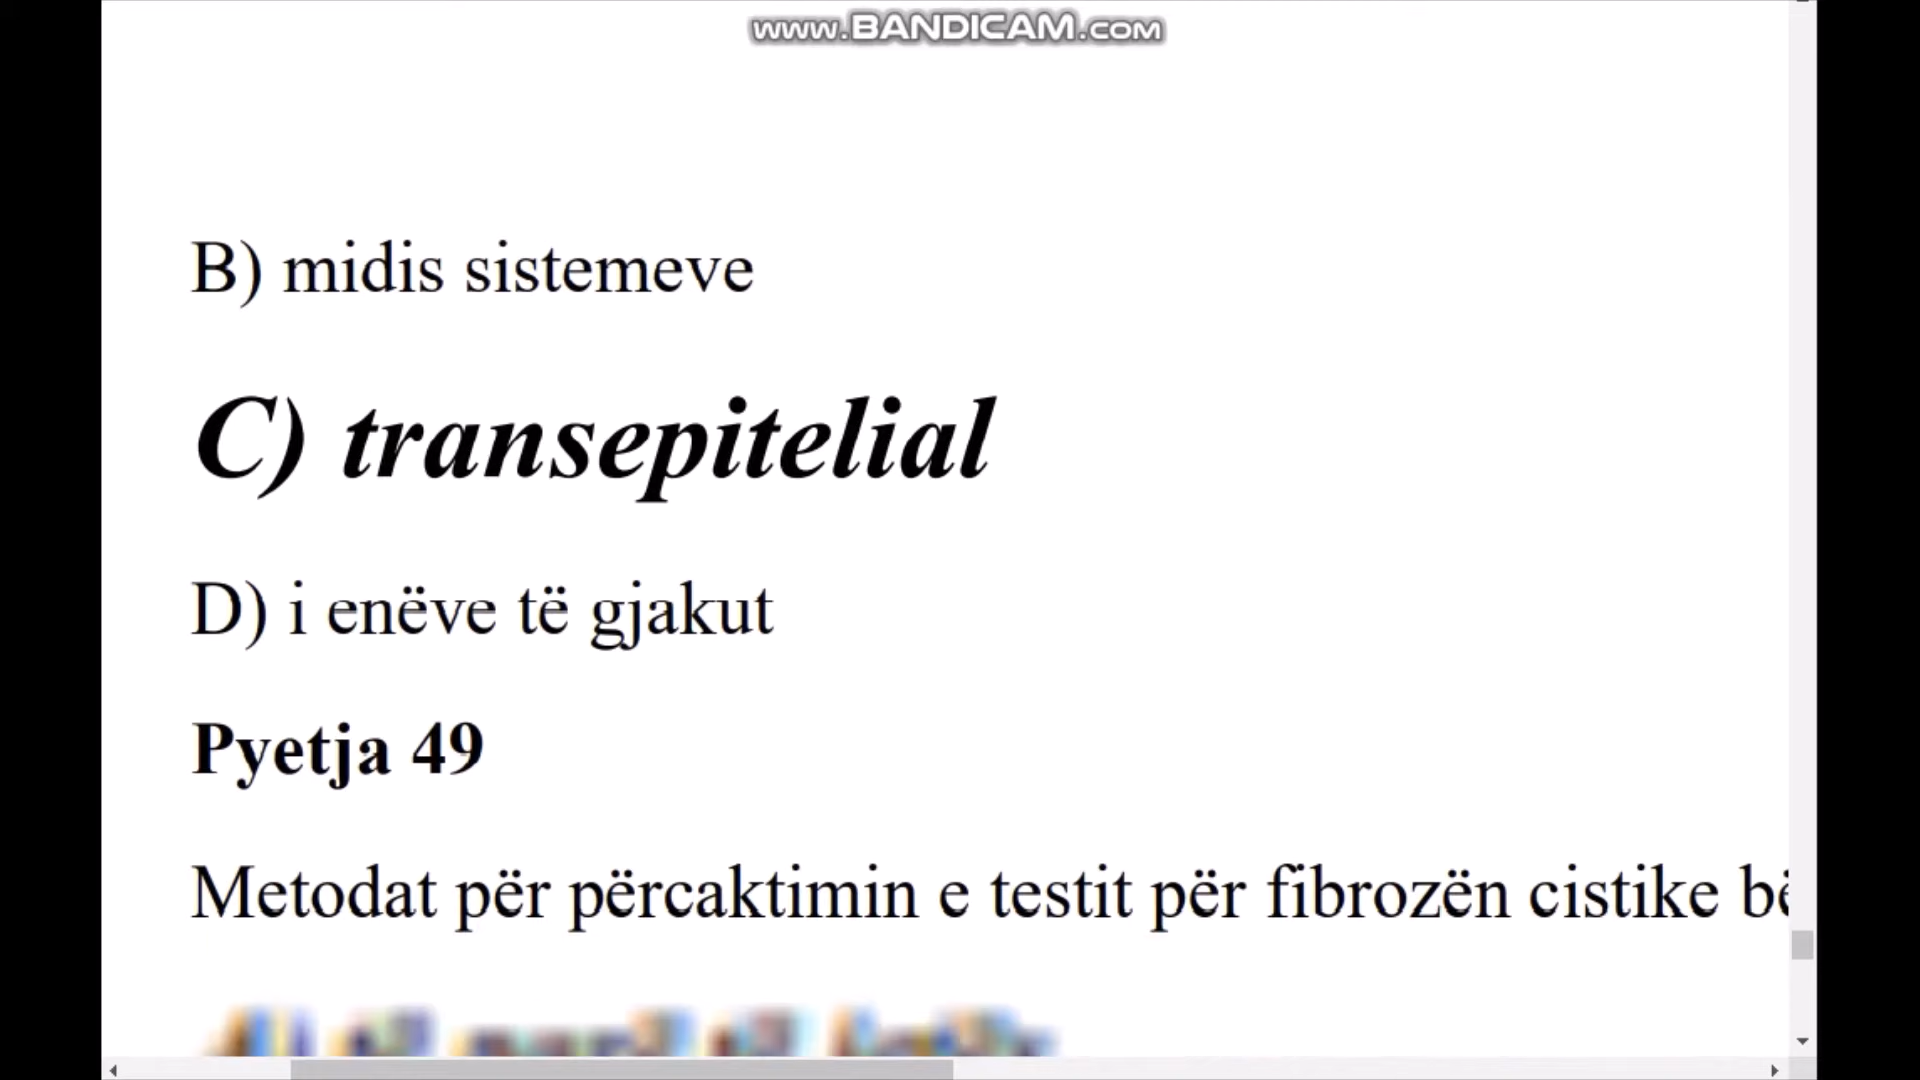 www.BANDICAM.com
B) midis sistemeve
C) transepitelial
D) i enëve të gjakut
Pyetja 49
Metodat për përcaktimin e testit për fibrozën cistike